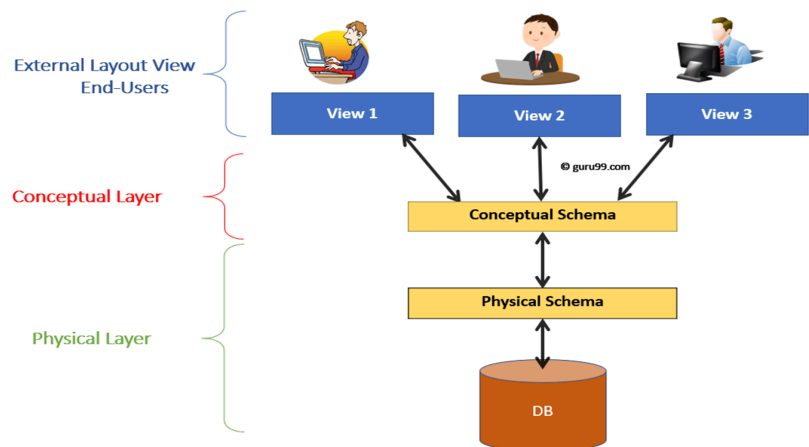 External Layout View
End-Users
View 1
View 2
View 3
© guru99.com
Conceptual Layer
Conceptual Schema
Physical Schema
Physical Layer
DB